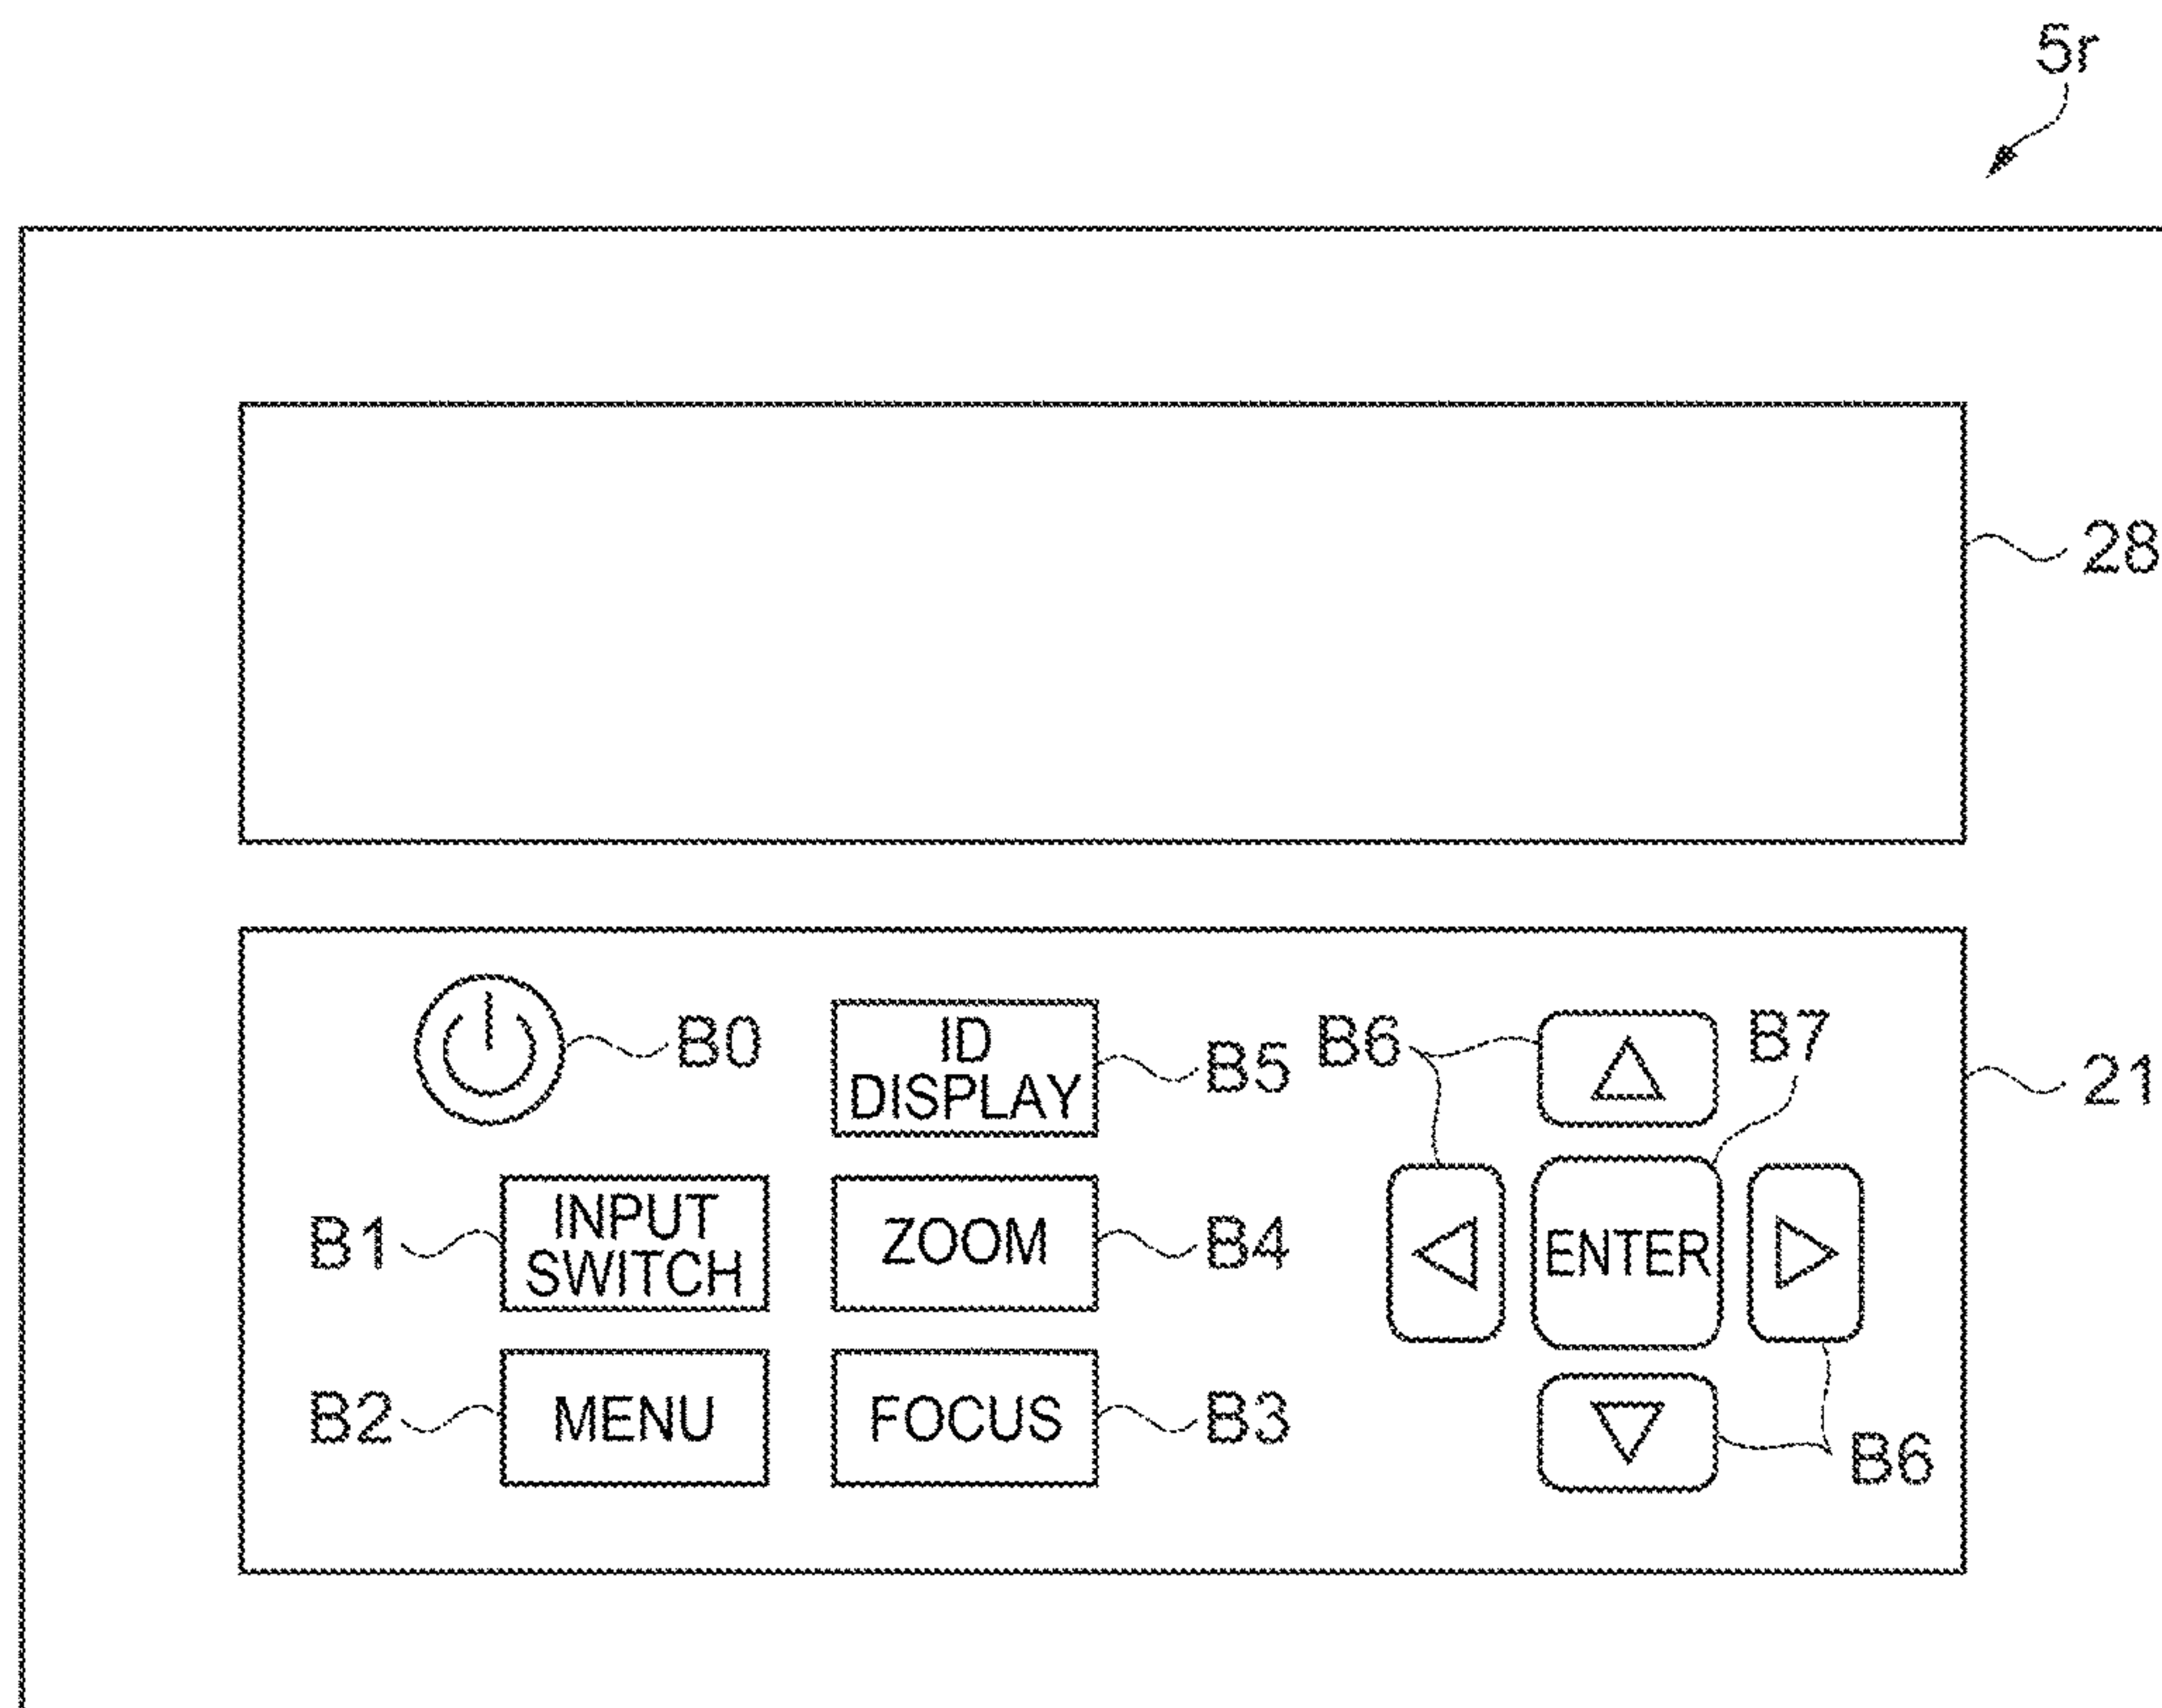 5r
28
B0
ID
DISPLAY
B5
B6
B7
21
B1
INPUT
SWITCH
ZOOM
B4
ENTER
B2
MENU
FOCUS
B3
B6